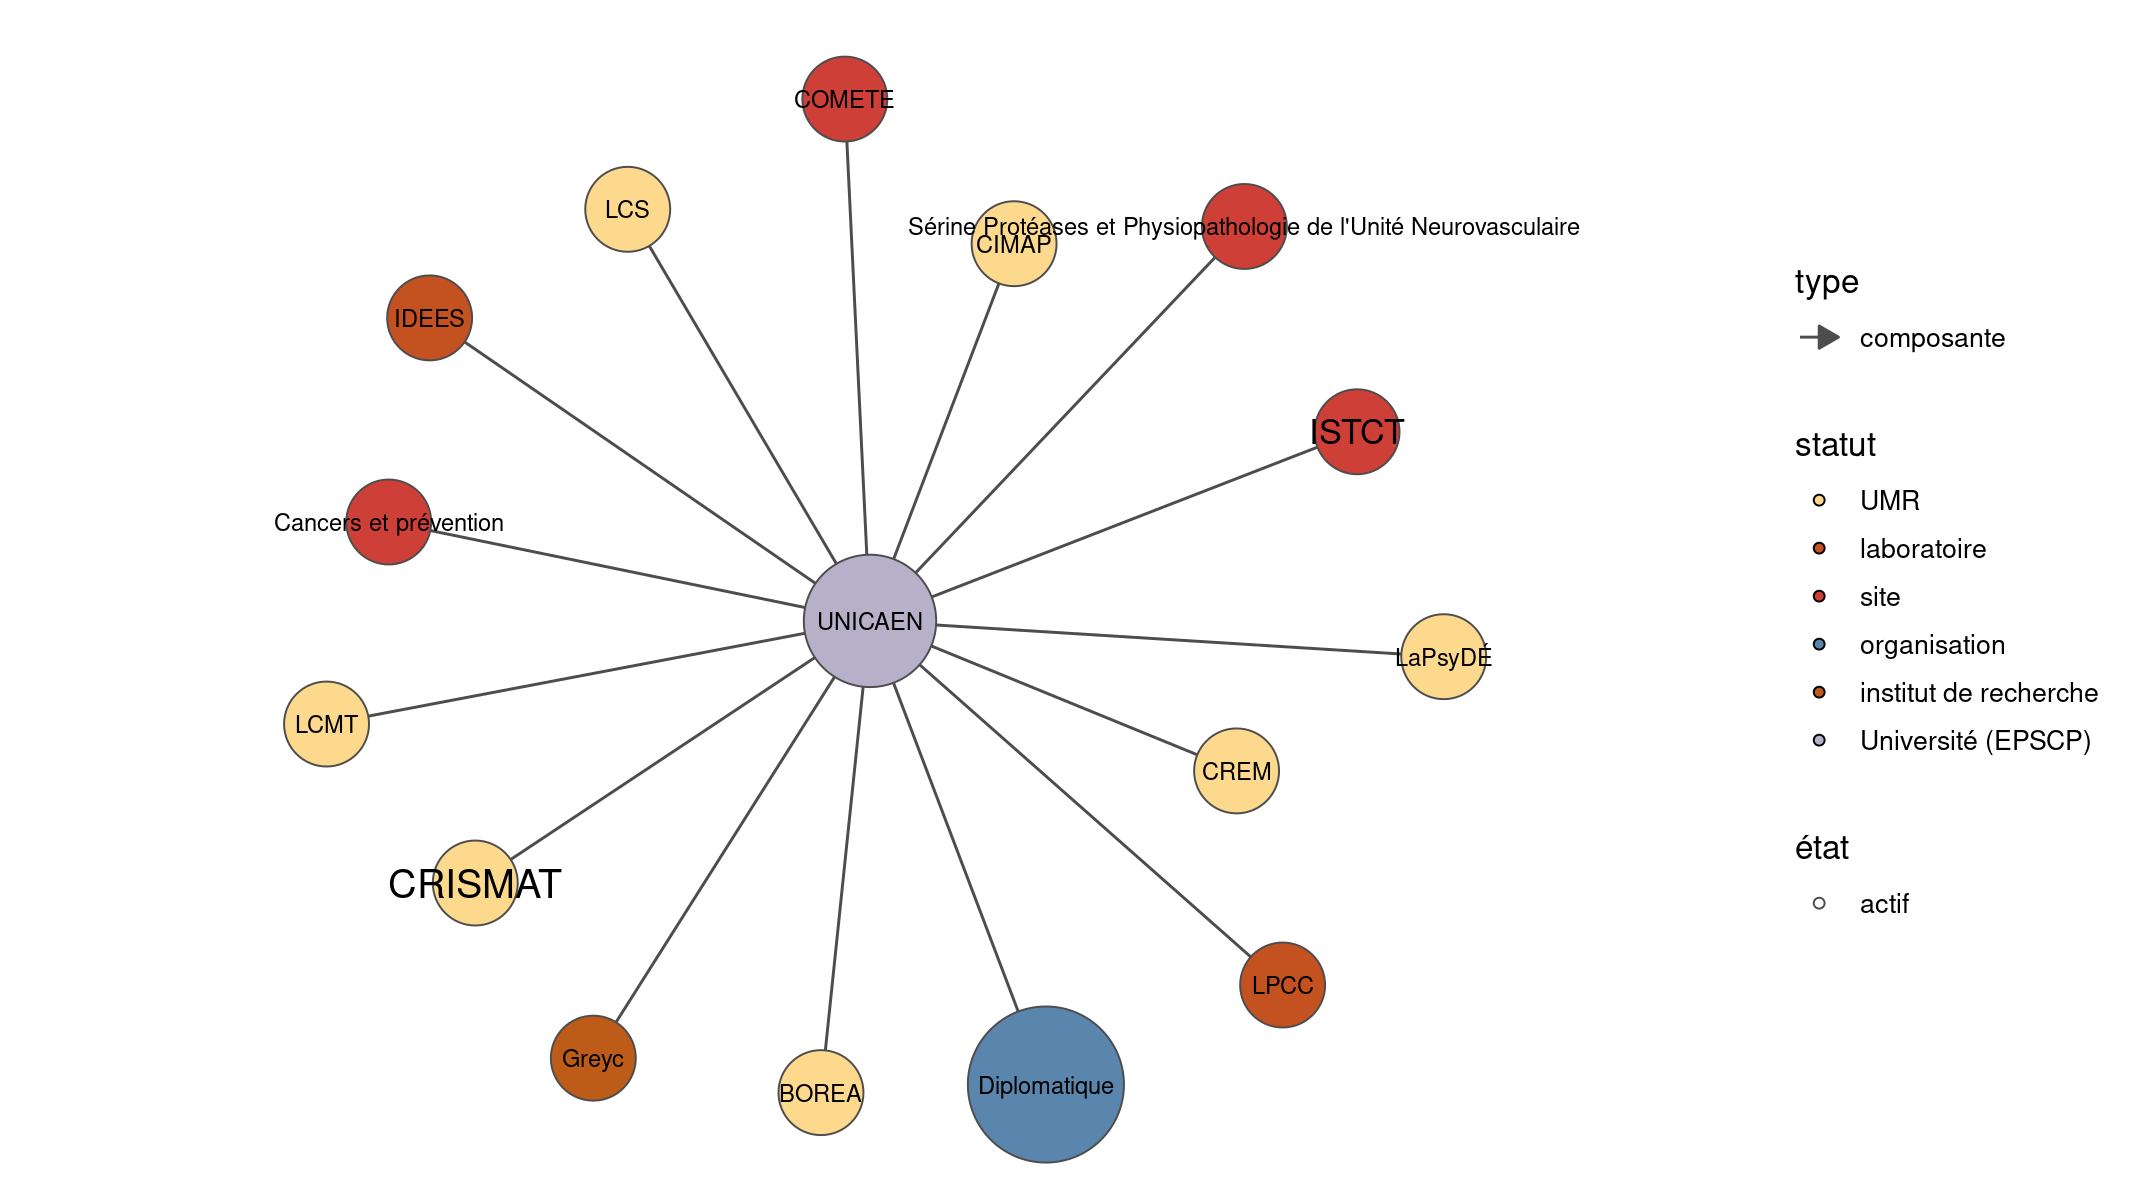 COMETE
LCS
Sérine Protéases et Physiopathologie de l'Unité Neurovasculaire
CIMAP
IDEES
ISTCT
Cancers et prévention
UNICAEN
LaPsyDÉ
LCMT
CREM
CRISMAT
LPCC
Greyc
BOREA
Diplomatique
type
composante
statut
UMR
laboratoire
site
organisation
institut de recherche
Université (EPSCP)
état
actif